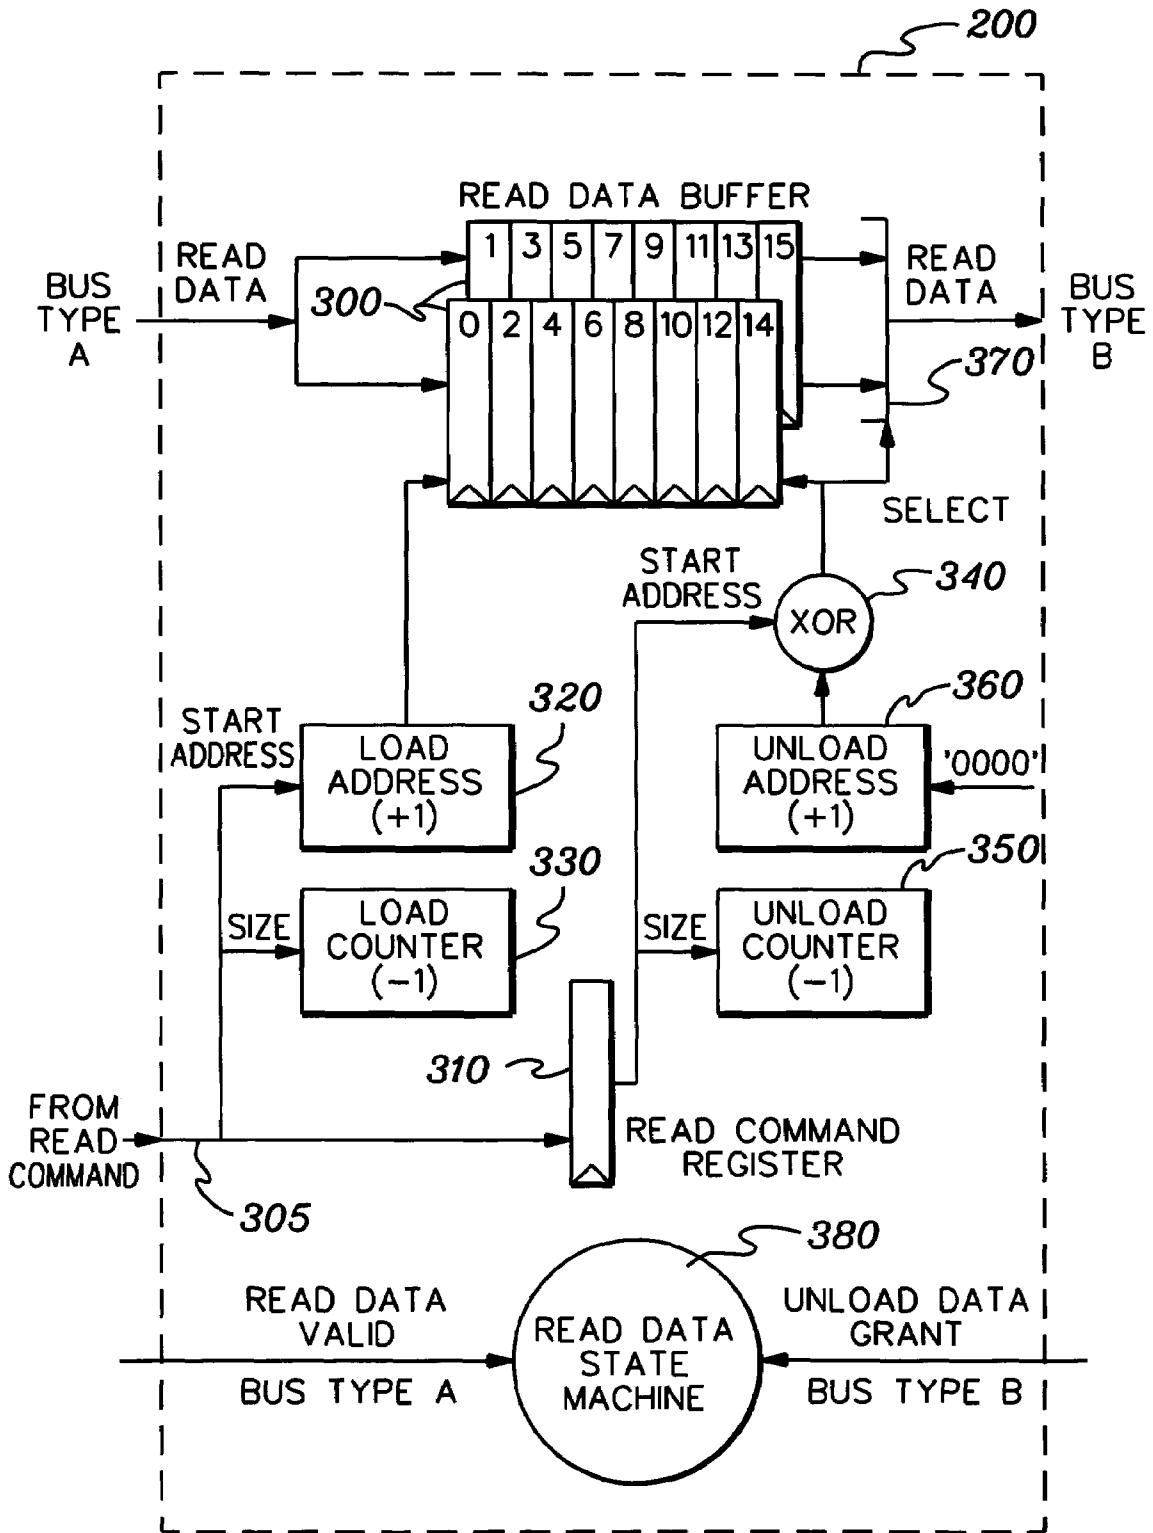 200
READ DATA BUFFER
1 3 5 7 9 11 13 15
READ
DATA
BUS
TYPE
A
300
0 2 4 6 8 10 12 14
READ
DATA
BUS
TYPE
B
370
SELECT
START
ADDRESS
340
XOR
320
360
START
ADDRESS
LOAD
ADDRESS
(+1)
UNLOAD
ADDRESS
(+1)
'0000'
330
350
SIZE
LOAD
COUNTER
(−1)
SIZE
UNLOAD
COUNTER
(−1)
310
FROM
READ
COMMAND
READ COMMAND
REGISTER
305
380
READ DATA
VALID
BUS TYPE A
READ DATA
STATE
MACHINE
UNLOAD DATA
GRANT
BUS TYPE B